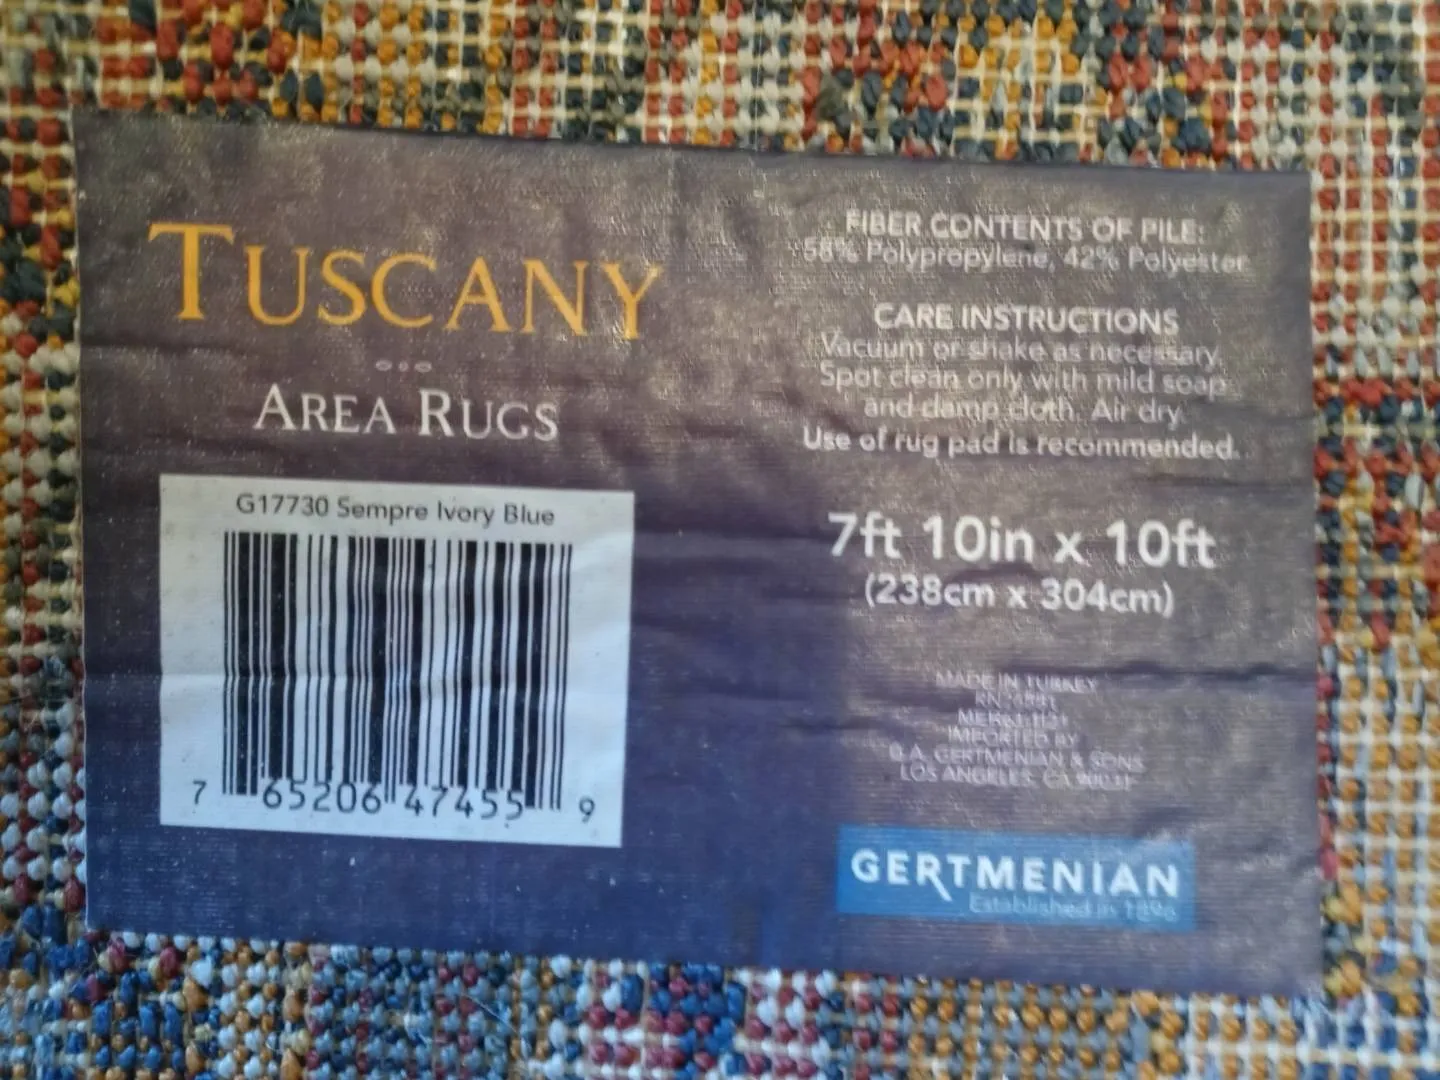 TUSCANY
AREA RUGS
G17730 Sempre Ivory Blue
7 65206 47455 9
FIBER CONTENTS OF PILE:
58% Polypropylene, 42% Polyester
CARE INSTRUCTIONS
Vacuum or shake as necessary.
Spot clean only with mild soap
and damp cloth. Air dry.
Use of rug pad is recommended.
7ft 10in x 10ft
(238cm x 304cm)
MADE IN TURKEY
IMPORTED BY
GERTMENIAN & SONS
LOS ANGELES, CA
GERTMENIAN
Established in 1896